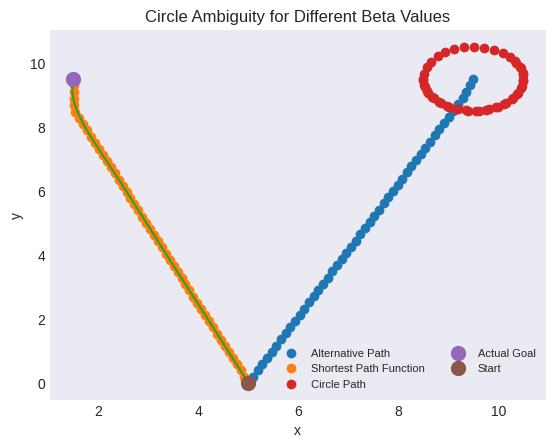 Circle Ambiguity for Different Beta Values
10
8
6
4
2
0
y
2 4 6 8 10
x
Alternative Path
Shortest Path Function
Circle Path
Actual Goal
Start